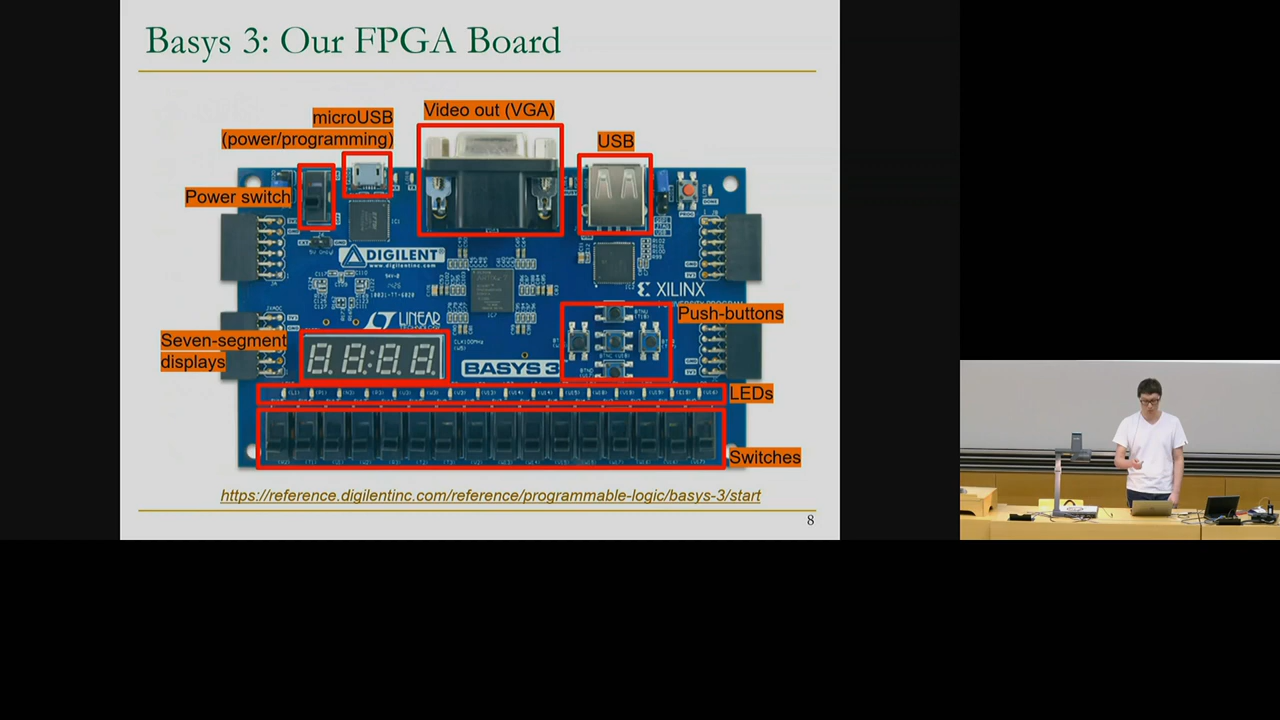 Basys 3: Our FPGA Board
microUSB
(power/programming)
Video out (VGA)
USB
Power switch
DIGILENT
www.digilentinc.com
XILINX
LINEAR
TECHNOLOGY
Push-buttons
Seven-segment
displays
BASYS 3
LEDs
Switches
https://reference.digilentinc.com/reference/programmable-logic/basys-3/start
8